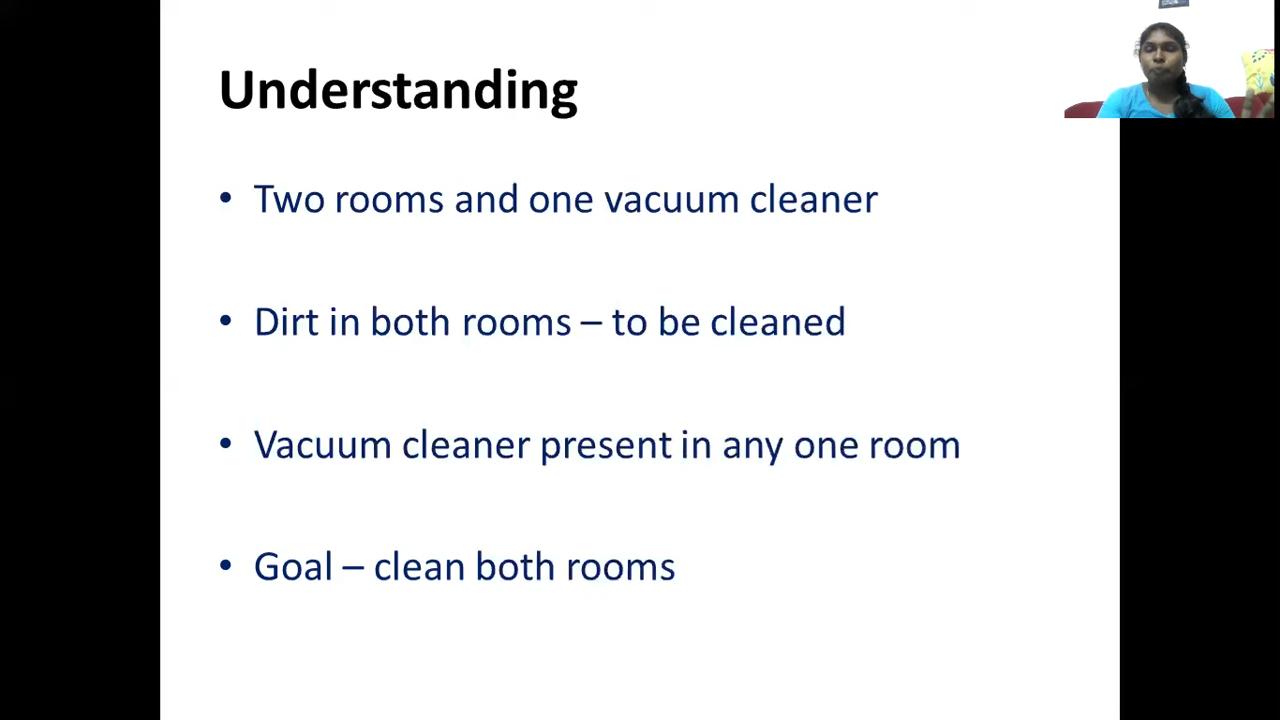 Understanding
• Two rooms and one vacuum cleaner
• Dirt in both rooms – to be cleaned
• Vacuum cleaner present in any one room
• Goal – clean both rooms